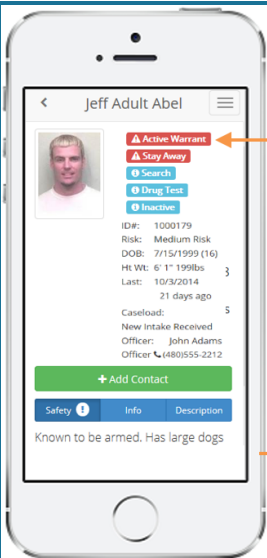 Jeff Adult Abel
Active Warrant
Stay Away
Search
Drug Test
Inactive
ID#: 1000179
Risk: Medium Risk
DOB: 7/15/1999 (16)
Ht Wt: 6' 1" 199lbs
Last: 10/3/2014
21 days ago
Caseload:
New Intake Received
Officer: John Adams
Officer (480)555-2212
+ Add Contact
Safety ! Info Description
Known to be armed. Has large dogs